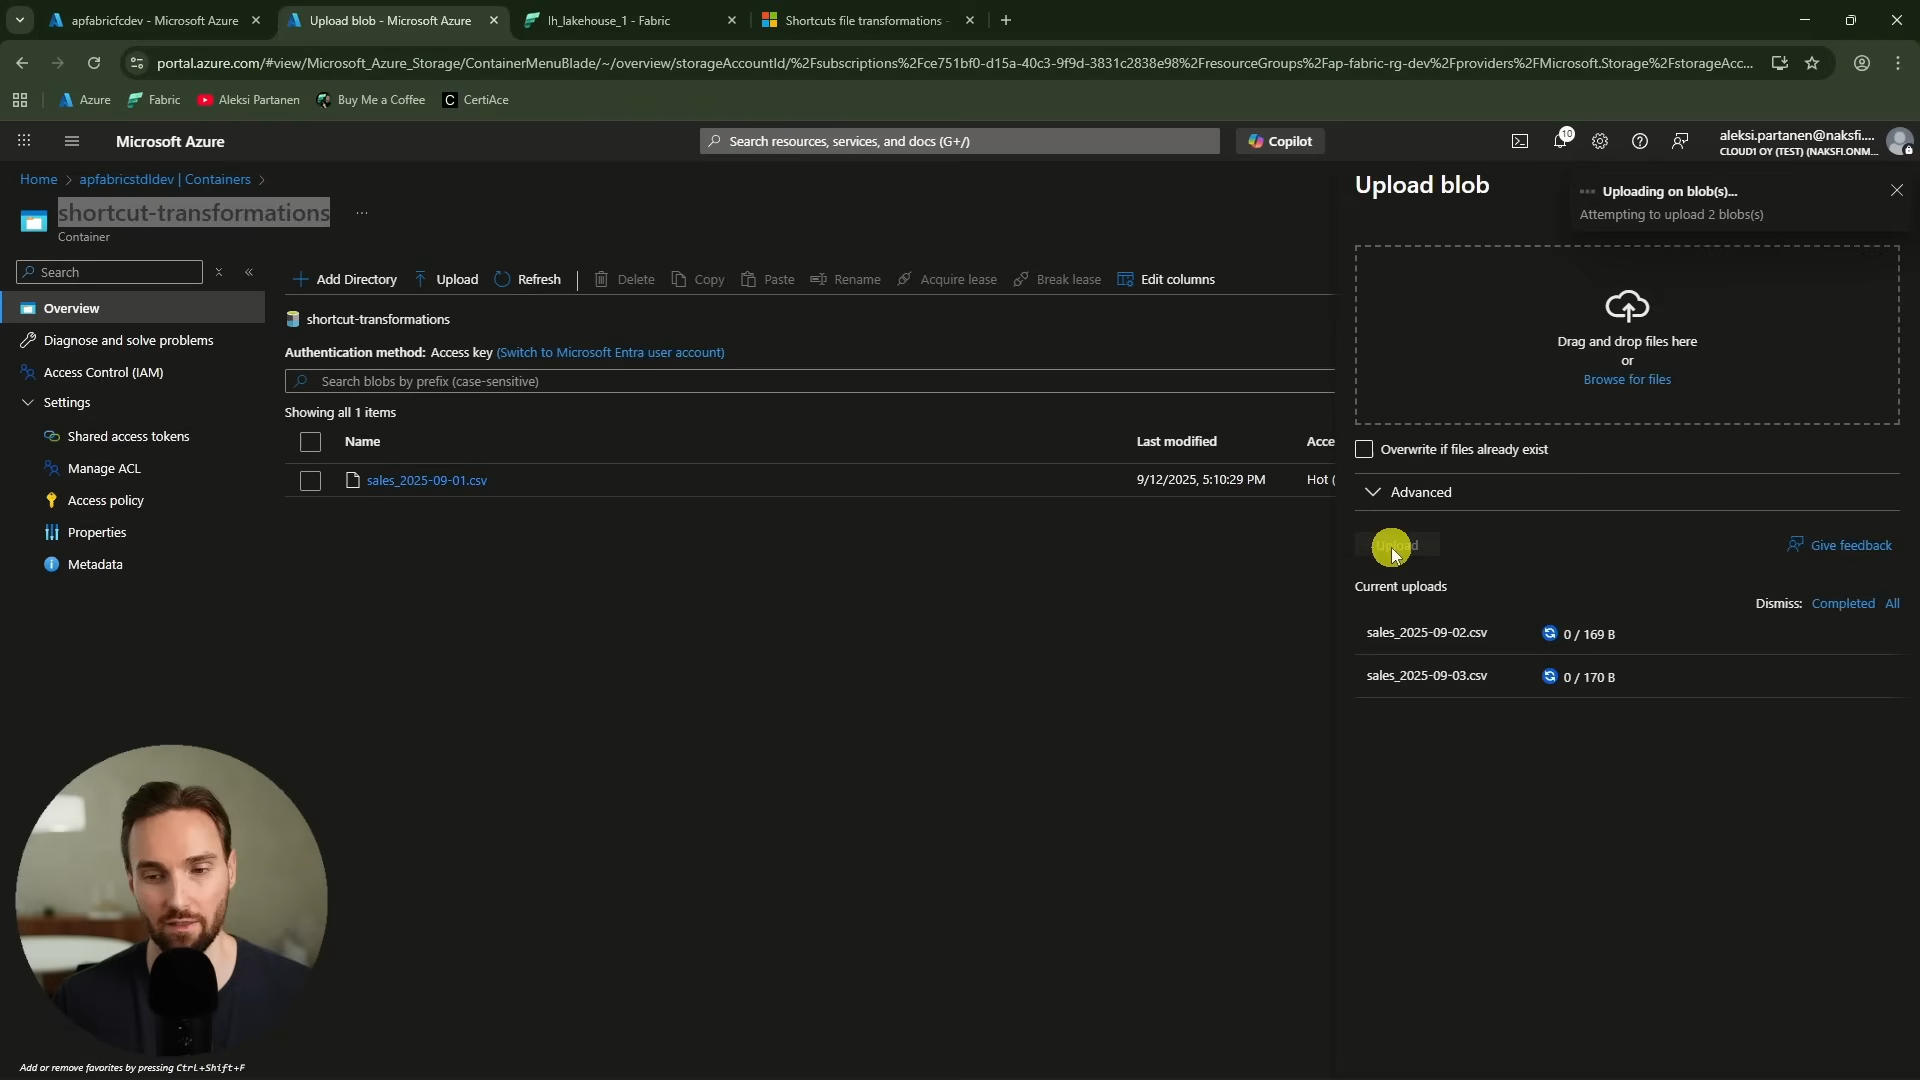 apfabricfcdev - Microsoft Azure
Upload blob - Microsoft Azure
lh_lakehouse_1 - Fabric
Shortcuts file transformations -
portal.azure.com/#view/Microsoft_Azure_Storage/ContainerMenuBlade/~/overview/storageAccountId/%2Fsubscriptions%2Fce751bf0-d15a-40c3-9f9d-3831c2838e98%2FresourceGroups%2Fap-fabric-rg-dev%2Fproviders%2FMicrosoft.Storage%2FstorageAcc...
Azure
Fabric
Aleksi Partanen
Buy Me a Coffee
CertiAce
Microsoft Azure
Search resources, services, and docs (G+/)
Copilot
10
aleksi.partanen@naksfi....
CLOUD1 OY (TEST) (NAKSFI.ONM...
Home > apfabricstdldev | Containers >
shortcut-transformations ...
Container
Search
Overview
Diagnose and solve problems
Access Control (IAM)
Settings
Shared access tokens
Manage ACL
Access policy
Properties
Metadata
Add Directory
Upload
Refresh
Delete
Copy
Paste
Rename
Acquire lease
Break lease
Edit columns
shortcut-transformations
Authentication method: Access key (Switch to Microsoft Entra user account)
Search blobs by prefix (case-sensitive)
Showing all 1 items
Name
Last modified
Acce
sales_2025-09-01.csv
9/12/2025, 5:10:29 PM
Hot (
Upload blob
Uploading on blob(s)...
Attempting to upload 2 blobs(s)
Drag and drop files here
or
Browse for files
Overwrite if files already exist
Advanced
Upload
Give feedback
Current uploads
Dismiss: Completed All
sales_2025-09-02.csv
0 / 169 B
sales_2025-09-03.csv
0 / 170 B
Add or remove favorites by pressing Ctrl+Shift+F